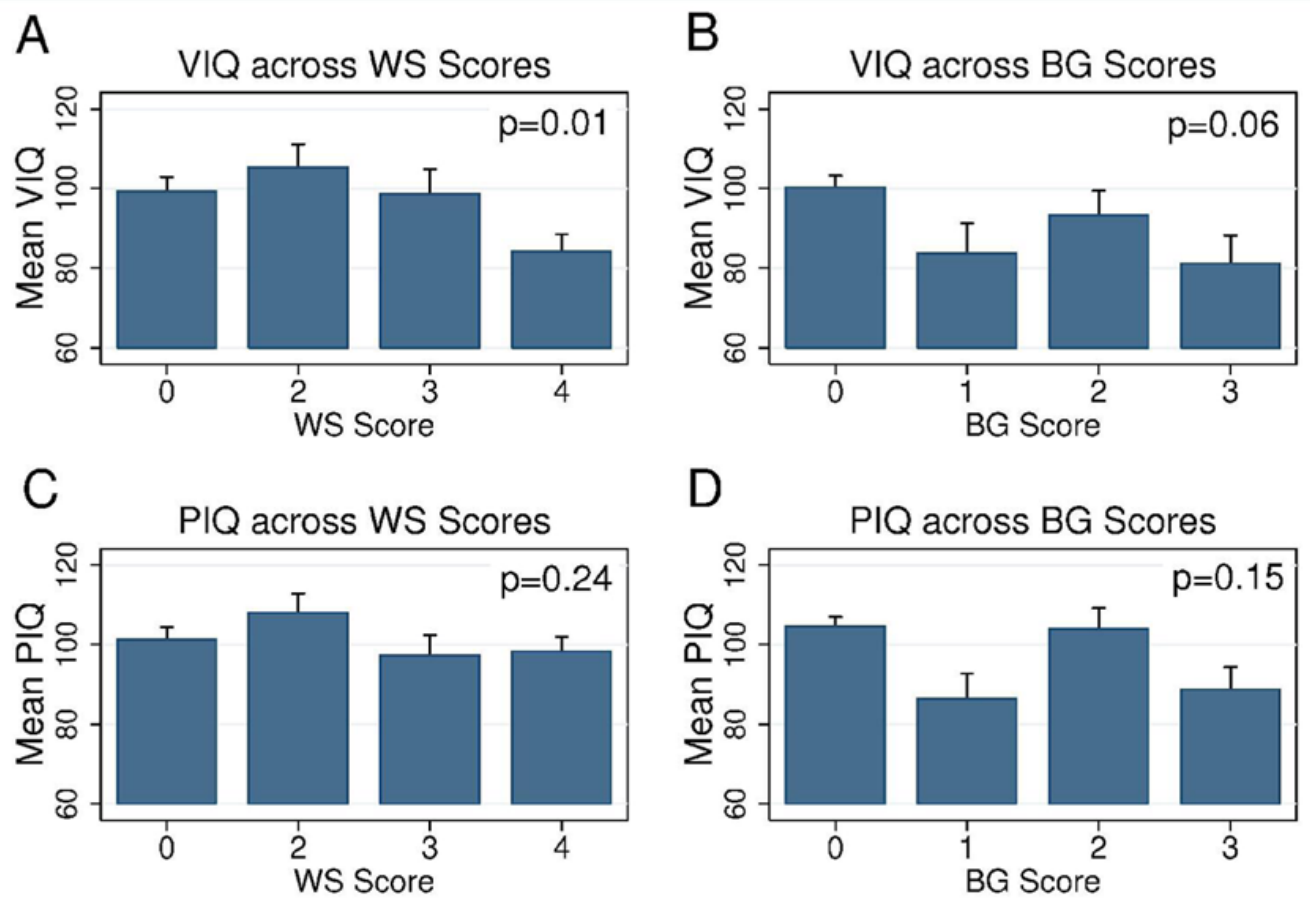 A
VIQ across WS Scores
p=0.01
Mean VIQ
120
100
80
60
0 2 3 4
WS Score
B
VIQ across BG Scores
p=0.06
Mean VIQ
120
100
80
60
0 1 2 3
BG Score
C
PIQ across WS Scores
p=0.24
Mean PIQ
120
100
80
60
0 2 3 4
WS Score
D
PIQ across BG Scores
p=0.15
Mean PIQ
120
100
80
60
0 1 2 3
BG Score